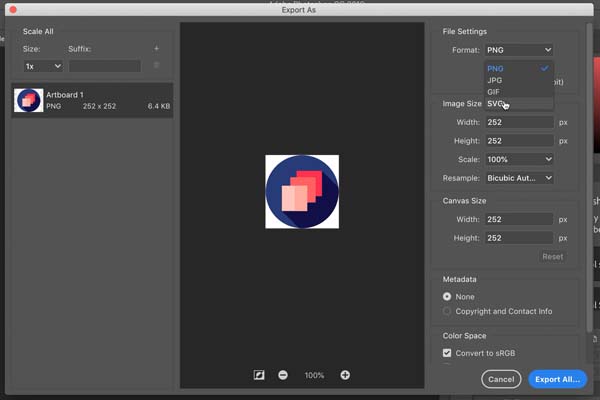 Export As
Scale All
Size: Suffix: +
1x
Artboard 1
PNG 252 x 252 6.4 KB
100%
File Settings
Format: PNG
PNG
JPG
GIF
SVG
bit)
Image Size
Width: 252 px
Height: 252 px
Scale: 100%
Resample: Bicubic Aut...
Canvas Size
Width: 252 px
Height: 252 px
Reset
Metadata
None
Copyright and Contact Info
Color Space
Convert to sRGB
Cancel
Export All...